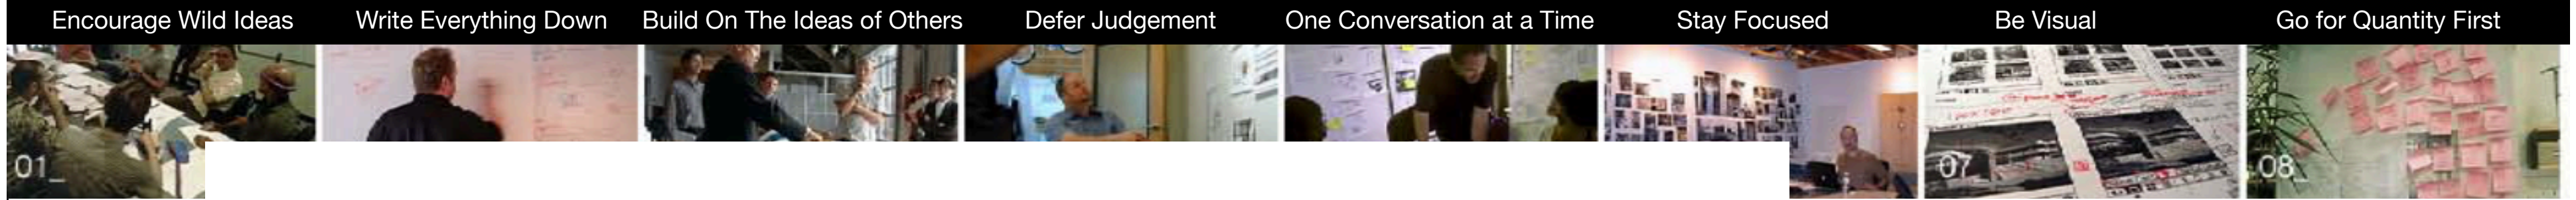 Encourage Wild Ideas
Write Everything Down
Build On The Ideas of Others
Defer Judgement
One Conversation at a Time
Stay Focused
Be Visual
Go for Quantity First
01_
07_
08_